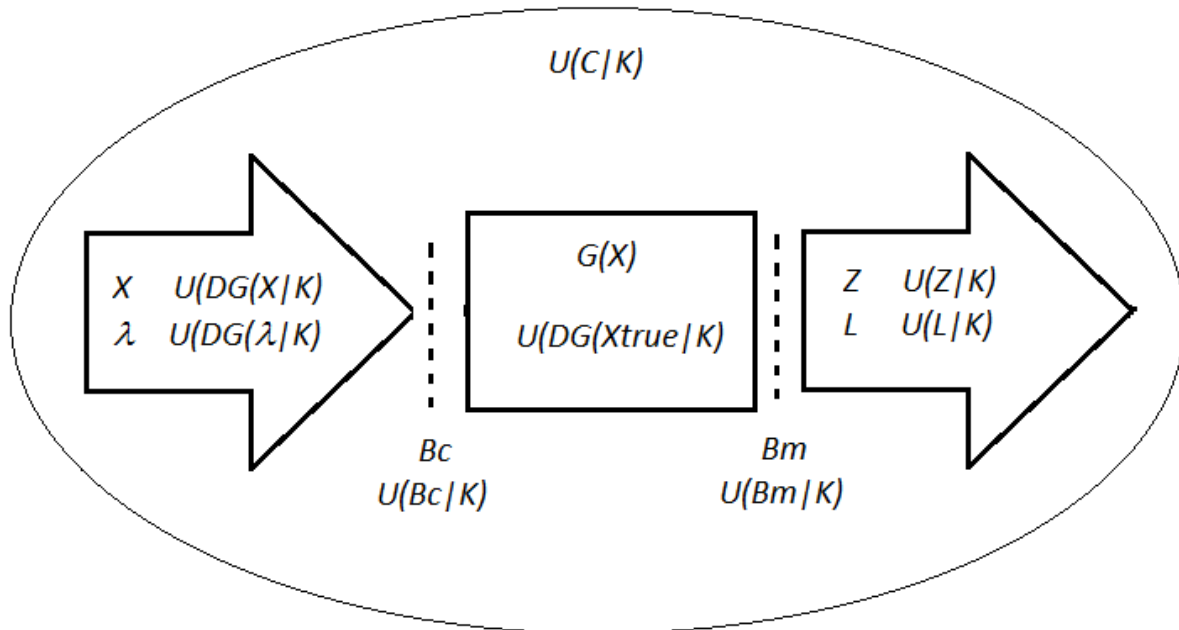 U(C|K)
X U(DG(X|K)
λ U(DG(λ|K)
G(X)
U(DG(Xtrue|K)
Z U(Z|K)
L U(L|K)
Bc
U(Bc|K)
Bm
U(Bm|K)